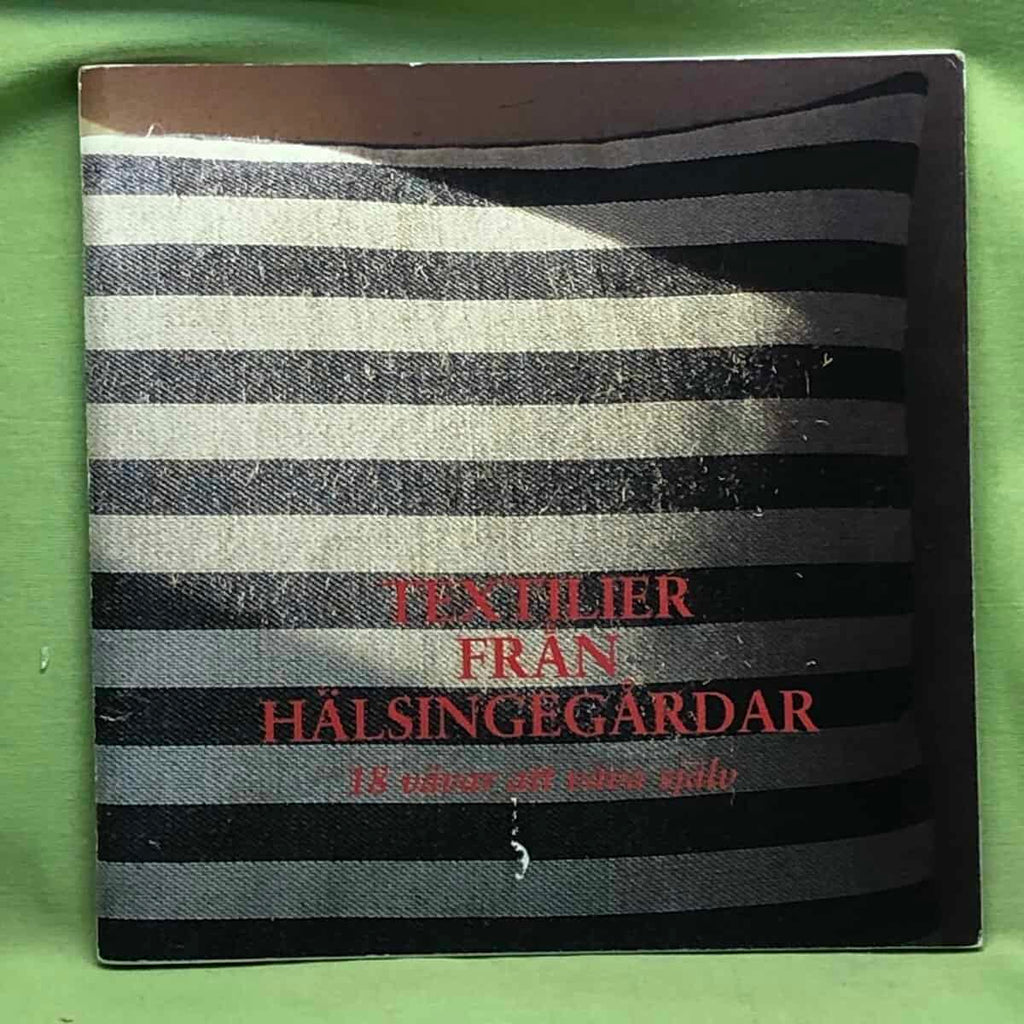 TEXTILIER
FRÅN
HÄLSINGEGÅRDAR
18 vävar att väva själv